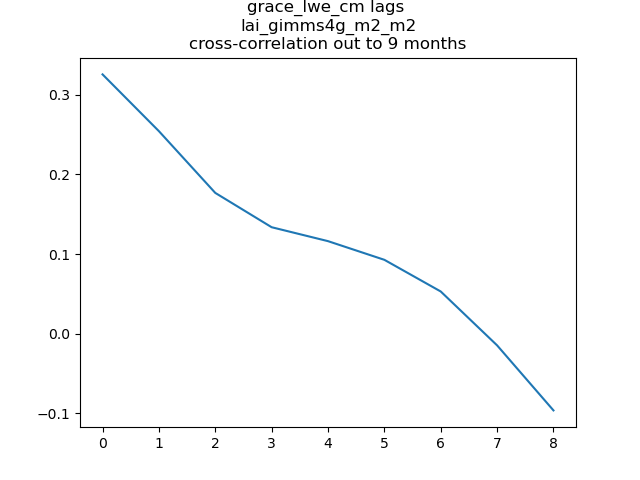 grace_lwe_cm lags
lai_gimms4g_m2_m2
cross-correlation out to 9 months
0.3
0.2
0.1
0.0
−0.1
0 1 2 3 4 5 6 7 8